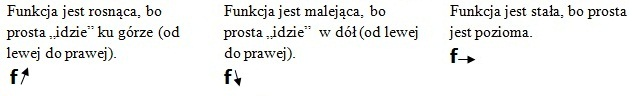 Funkcja jest rosnąca, bo
prosta „idzie” ku górze (od
lewej do prawej).
f↗
Funkcja jest malejąca, bo
prosta „idzie” w dół (od lewej
do prawej).
f↘
Funkcja jest stała, bo prosta
jest pozioma.
f→